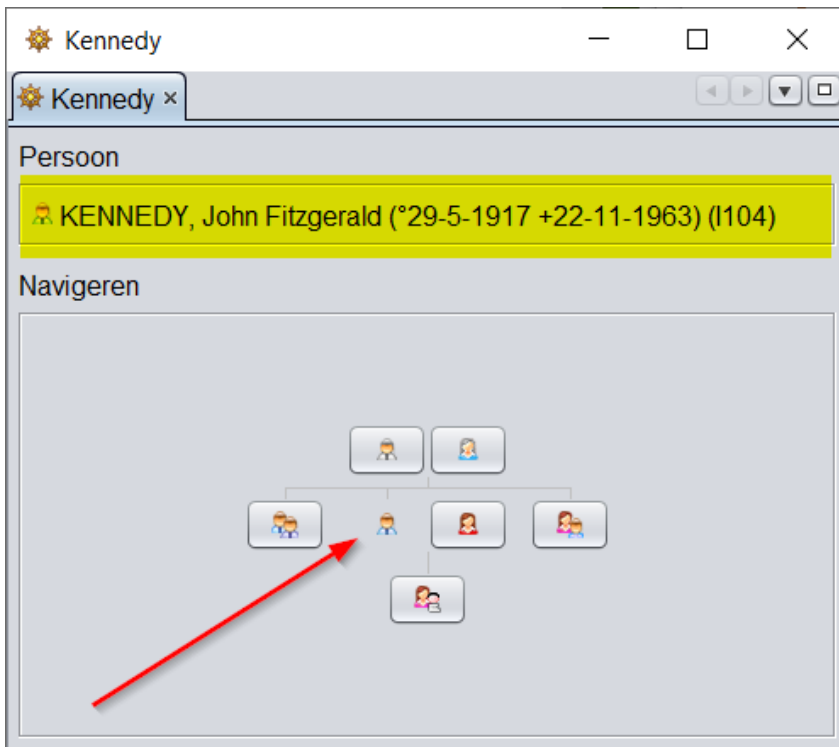 Kennedy
Kennedy ×
Persoon
KENNEDY, John Fitzgerald (°29-5-1917 +22-11-1963) (I104)
Navigeren